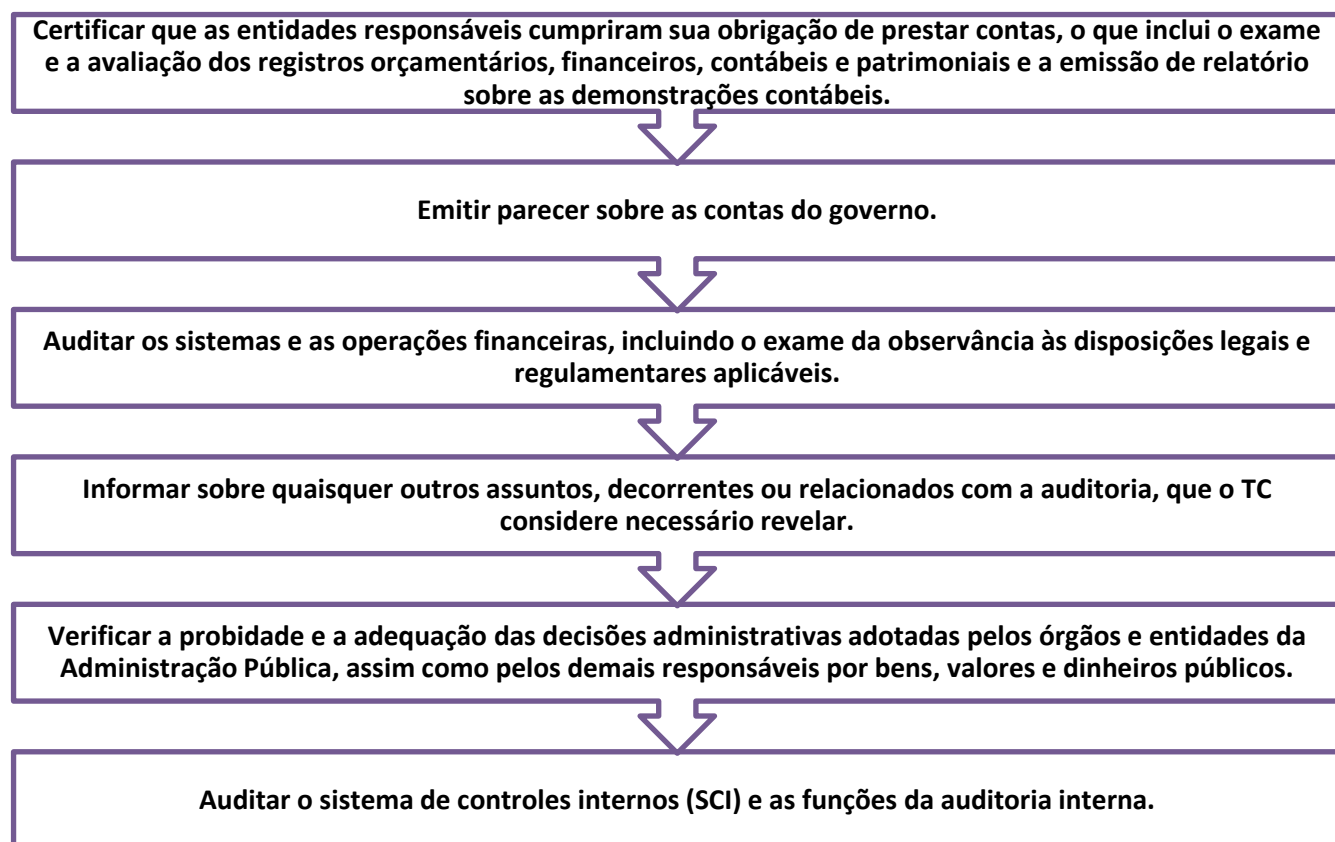 Certificar que as entidades responsáveis cumpriram sua obrigação de prestar contas, o que inclui o exame
e a avaliação dos registros orçamentários, financeiros, contábeis e patrimoniais e a emissão de relatório
sobre as demonstrações contábeis.
Emitir parecer sobre as contas do governo.
Auditar os sistemas e as operações financeiras, incluindo o exame da observância às disposições legais e
regulamentares aplicáveis.
Informar sobre quaisquer outros assuntos, decorrentes ou relacionados com a auditoria, que o TC
considere necessário revelar.
Verificar a probidade e a adequação das decisões administrativas adotadas pelos órgãos e entidades da
Administração Pública, assim como pelos demais responsáveis por bens, valores e dinheiros públicos.
Auditar o sistema de controles internos (SCI) e as funções da auditoria interna.